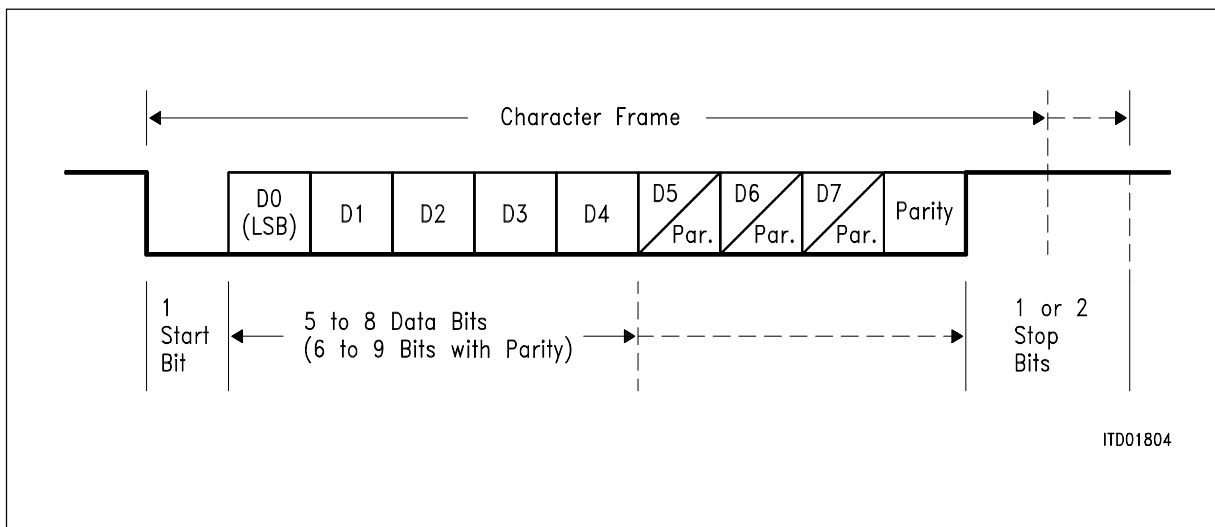 Character Frame
D0
(LSB)
D1
D2
D3
D4
D5
Par.
D6
Par.
D7
Par.
Parity
1
Start
Bit
5 to 8 Data Bits
(6 to 9 Bits with Parity)
1 or 2
Stop
Bits
ITD01804